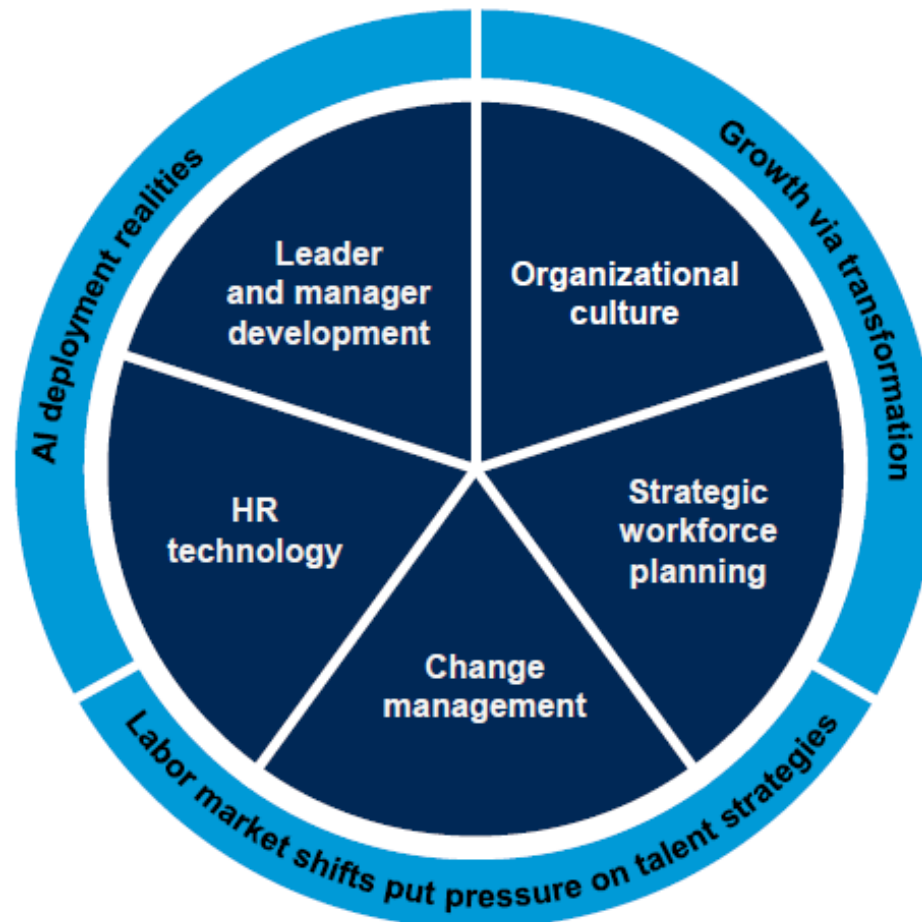 AI deployment realities
Growth via transformation
Labor market shifts put pressure on talent strategies
Leader
and manager
development
Organizational
culture
HR
technology
Strategic
workforce
planning
Change
management